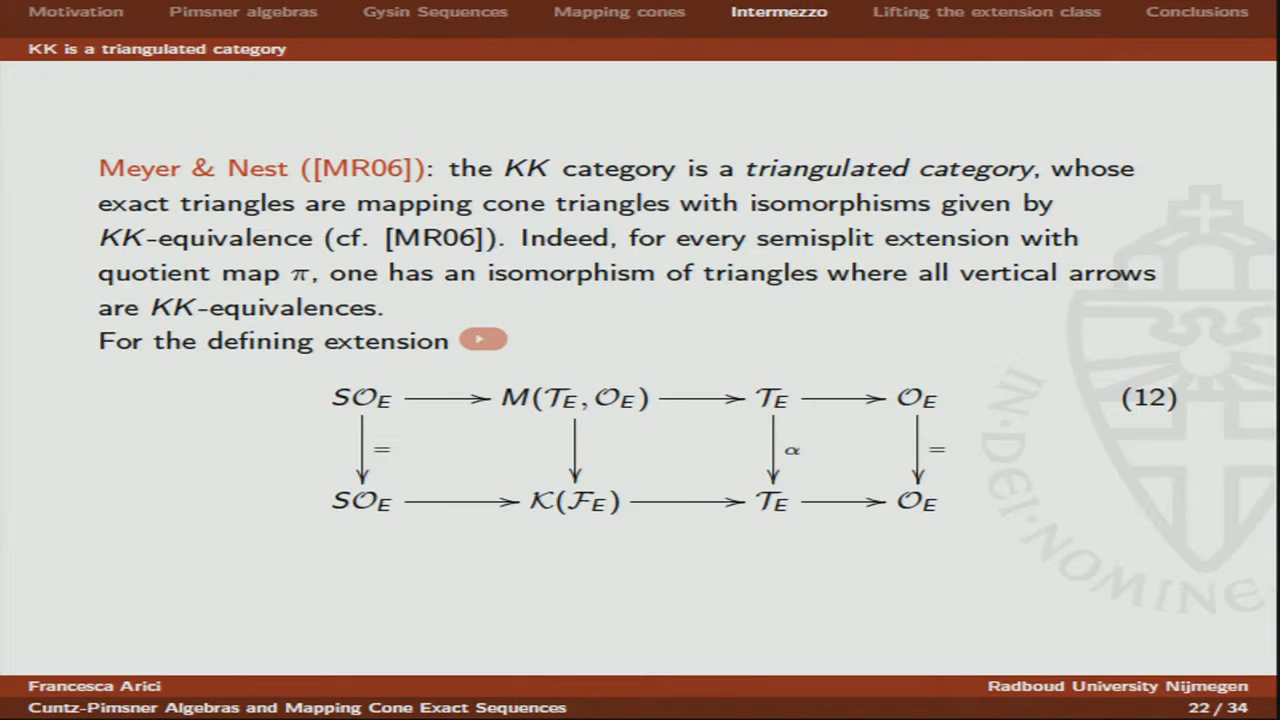 Motivation Pimsner algebras Gysin Sequences Mapping cones Intermezzo Lifting the extension class Conclusions
KK is a triangulated category
Meyer & Nest ([MR06]): the KK category is a triangulated category, whose
exact triangles are mapping cone triangles with isomorphisms given by
KK-equivalence (cf. [MR06]). Indeed, for every semisplit extension with
quotient map π, one has an isomorphism of triangles where all vertical arrows
are KK-equivalences.
For the defining extension
S𝒪_E → M(𝒯_E, 𝒪_E) → 𝒯_E → 𝒪_E (12)
= α =
S𝒪_E → 𝒦(ℱ_E) → 𝒯_E → 𝒪_E
IN·DEI·NOMINE·
Francesca Arici Radboud University Nijmegen
Cuntz-Pimsner Algebras and Mapping Cone Exact Sequences 22 / 34